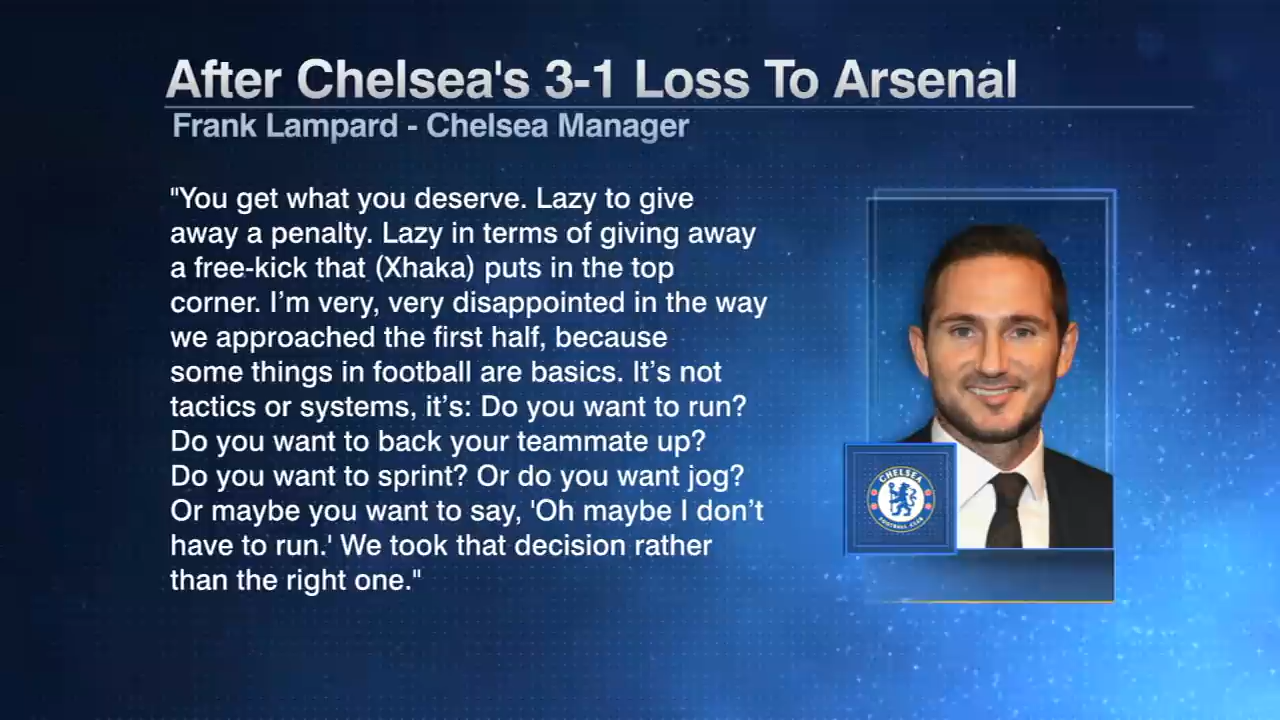 After Chelsea's 3-1 Loss To Arsenal
Frank Lampard - Chelsea Manager
"You get what you deserve. Lazy to give
away a penalty. Lazy in terms of giving away
a free-kick that (Xhaka) puts in the top
corner. I’m very, very disappointed in the way
we approached the first half, because
some things in football are basics. It’s not
tactics or systems, it’s: Do you want to run?
Do you want to back your teammate up?
Do you want to sprint? Or do you want jog?
Or maybe you want to say, 'Oh maybe I don’t
have to run.' We took that decision rather
than the right one."
CHELSEA
FOOTBALL CLUB